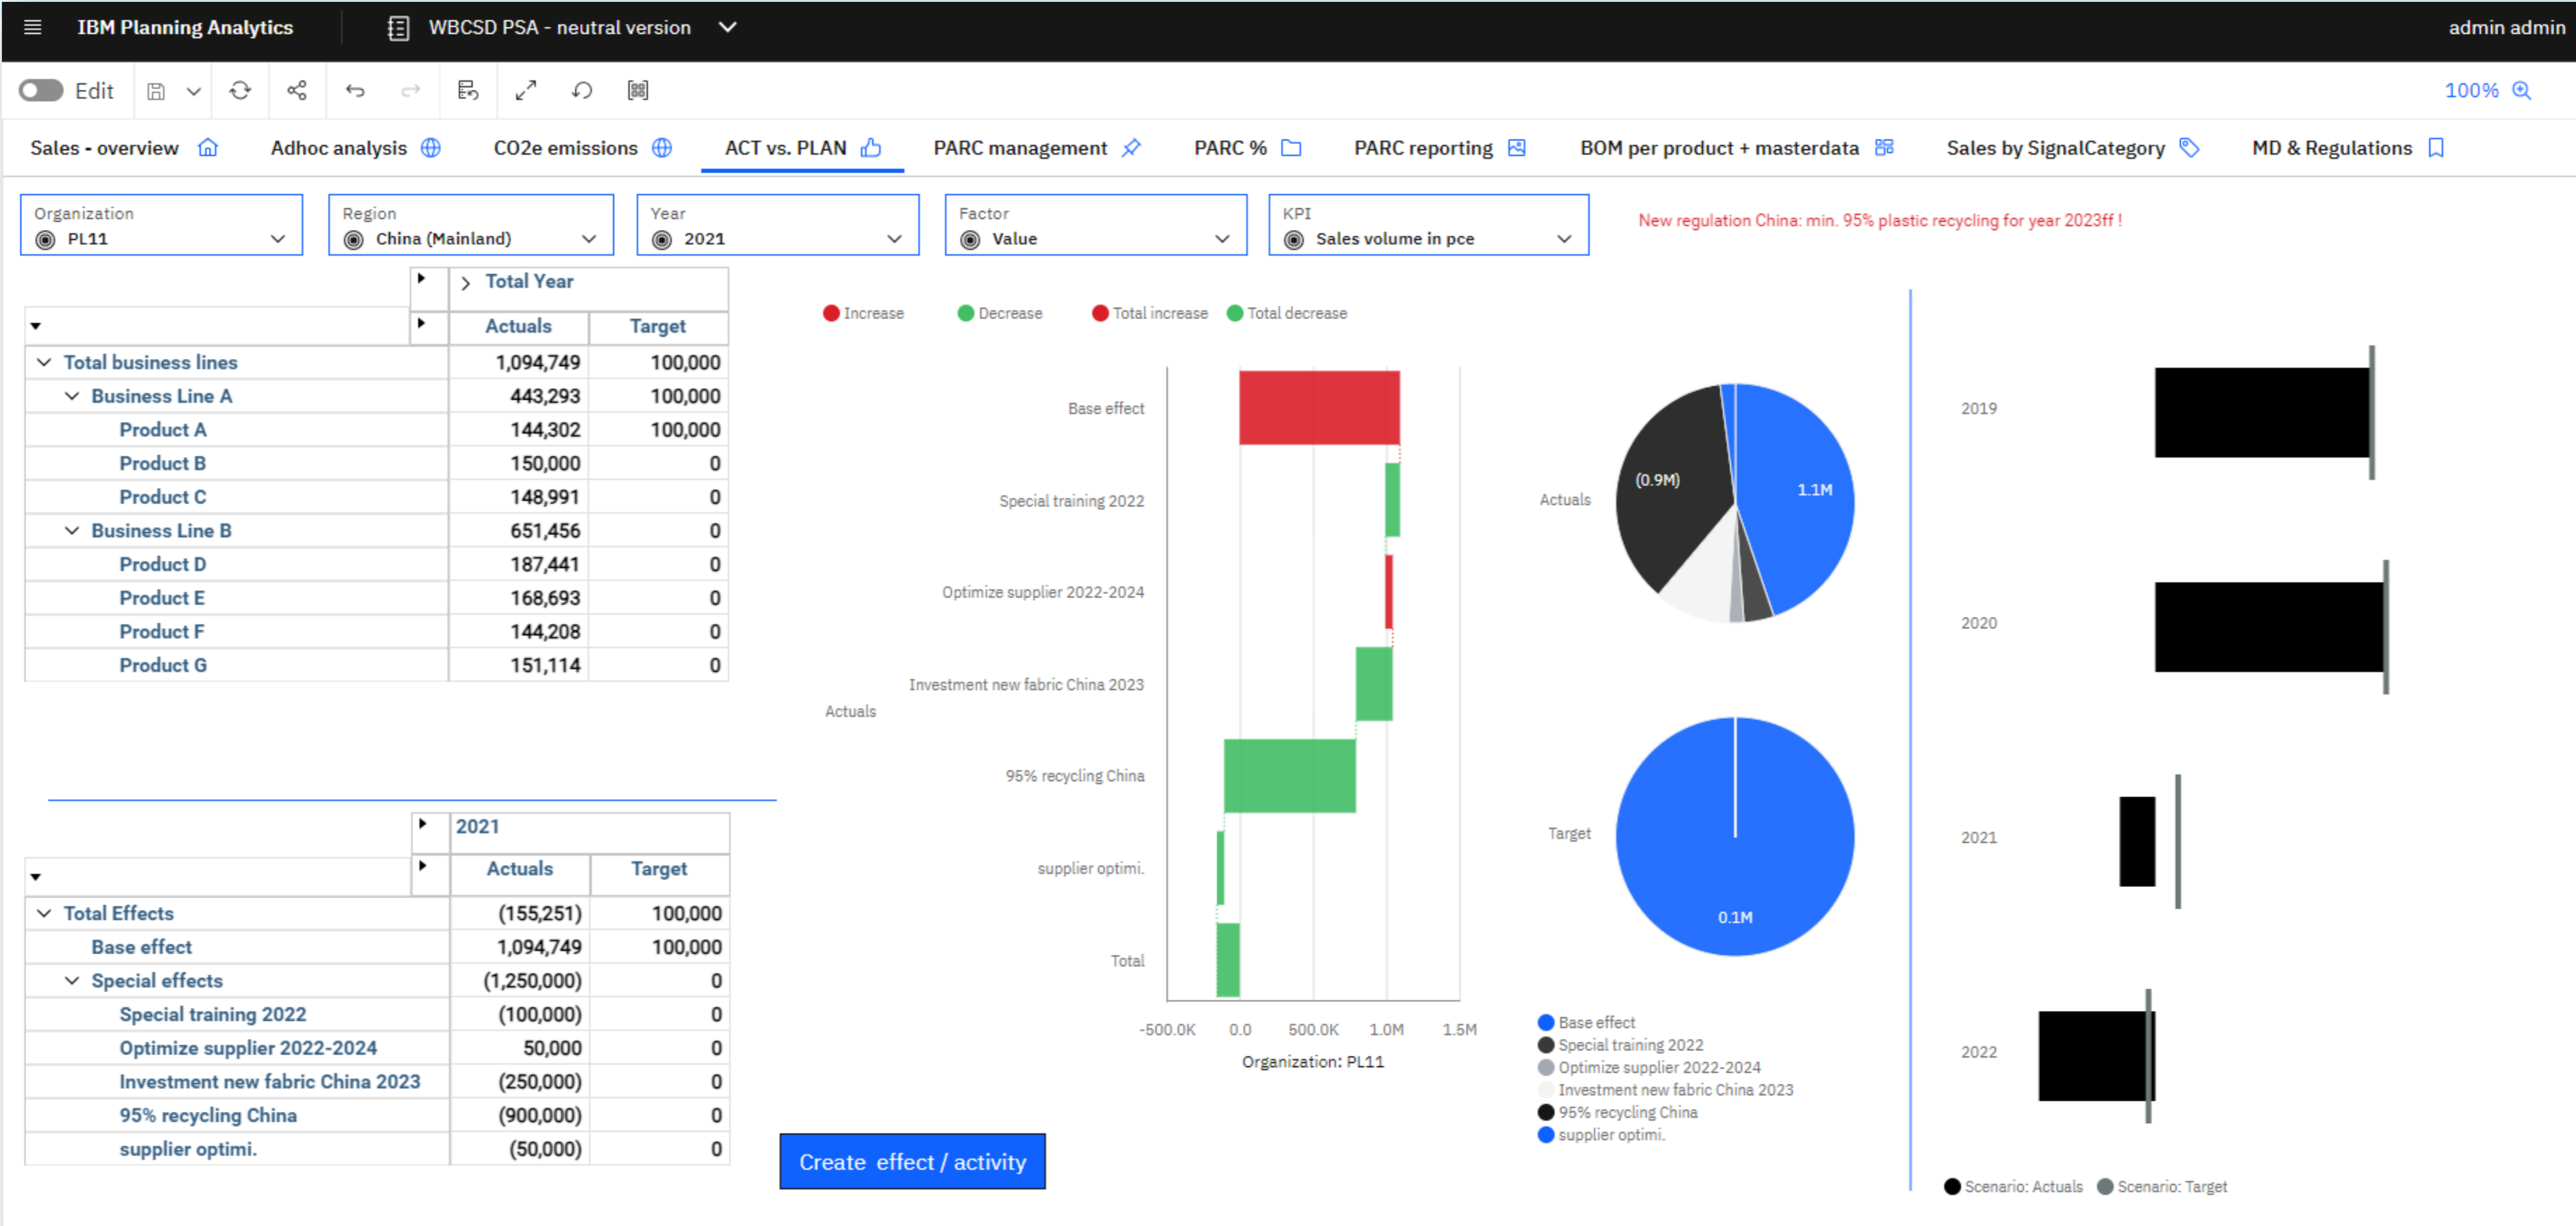 IBM Planning Analytics WBCSD PSA - neutral version admin admin
Edit 100%
Sales - overview Adhoc analysis CO2e emissions ACT vs. PLAN PARC management PARC % PARC reporting BOM per product + masterdata Sales by SignalCategory MD & Regulations
Organization Region Year Factor KPI
PL11 China (Mainland) 2021 Value Sales volume in pce
New regulation China: min. 95% plastic recycling for year 2023ff !
Total Year
Actuals Target
Total business lines 1,094,749 100,000
Business Line A 443,293 100,000
Product A 144,302 100,000
Product B 150,000 0
Product C 148,991 0
Business Line B 651,456 0
Product D 187,441 0
Product E 168,693 0
Product F 144,208 0
Product G 151,114 0
2021
Actuals Target
Total Effects (155,251) 100,000
Base effect 1,094,749 100,000
Special effects (1,250,000) 0
Special training 2022 (100,000) 0
Optimize supplier 2022-2024 50,000 0
Investment new fabric China 2023 (250,000) 0
95% recycling China (900,000) 0
supplier optimi. (50,000) 0
Create effect / activity
Increase Decrease Total increase Total decrease
Base effect
Special training 2022
Optimize supplier 2022-2024
Investment new fabric China 2023
Actuals
95% recycling China
supplier optimi.
Total
-500.0K 0.0 500.0K 1.0M 1.5M
Organization: PL11
Actuals (0.9M) 1.1M
Target 0.1M
Base effect
Special training 2022
Optimize supplier 2022-2024
Investment new fabric China 2023
95% recycling China
supplier optimi.
2019
2020
2021
2022
Scenario: Actuals Scenario: Target